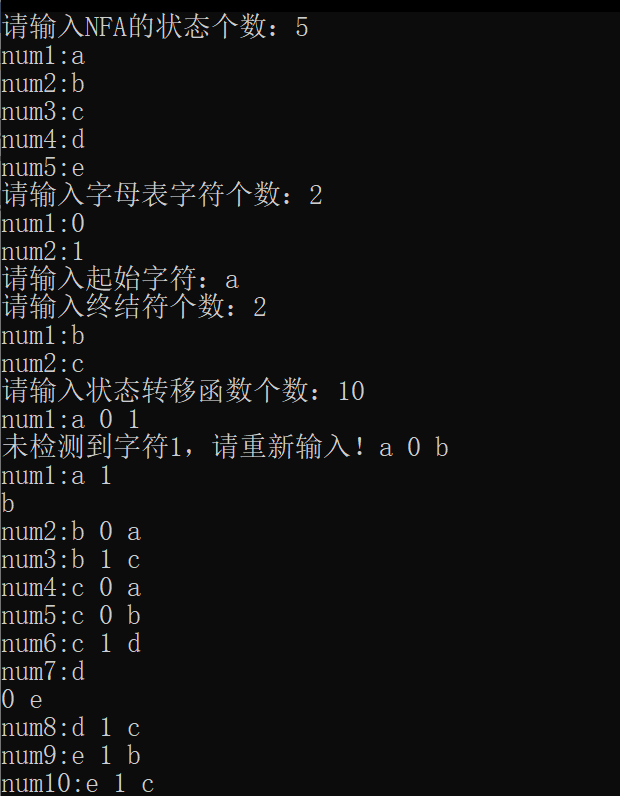 请输入NFA的状态个数：5
num1:a
num2:b
num3:c
num4:d
num5:e
请输入字母表字符个数：2
num1:0
num2:1
请输入起始字符：a
请输入终结符个数：2
num1:b
num2:c
请输入状态转移函数个数：10
num1:a 0 1
未检测到字符1，请重新输入！a 0 b
num1:a 1
b
num2:b 0 a
num3:b 1 c
num4:c 0 a
num5:c 0 b
num6:c 1 d
num7:d
0 e
num8:d 1 c
num9:e 1 b
num10:e 1 c